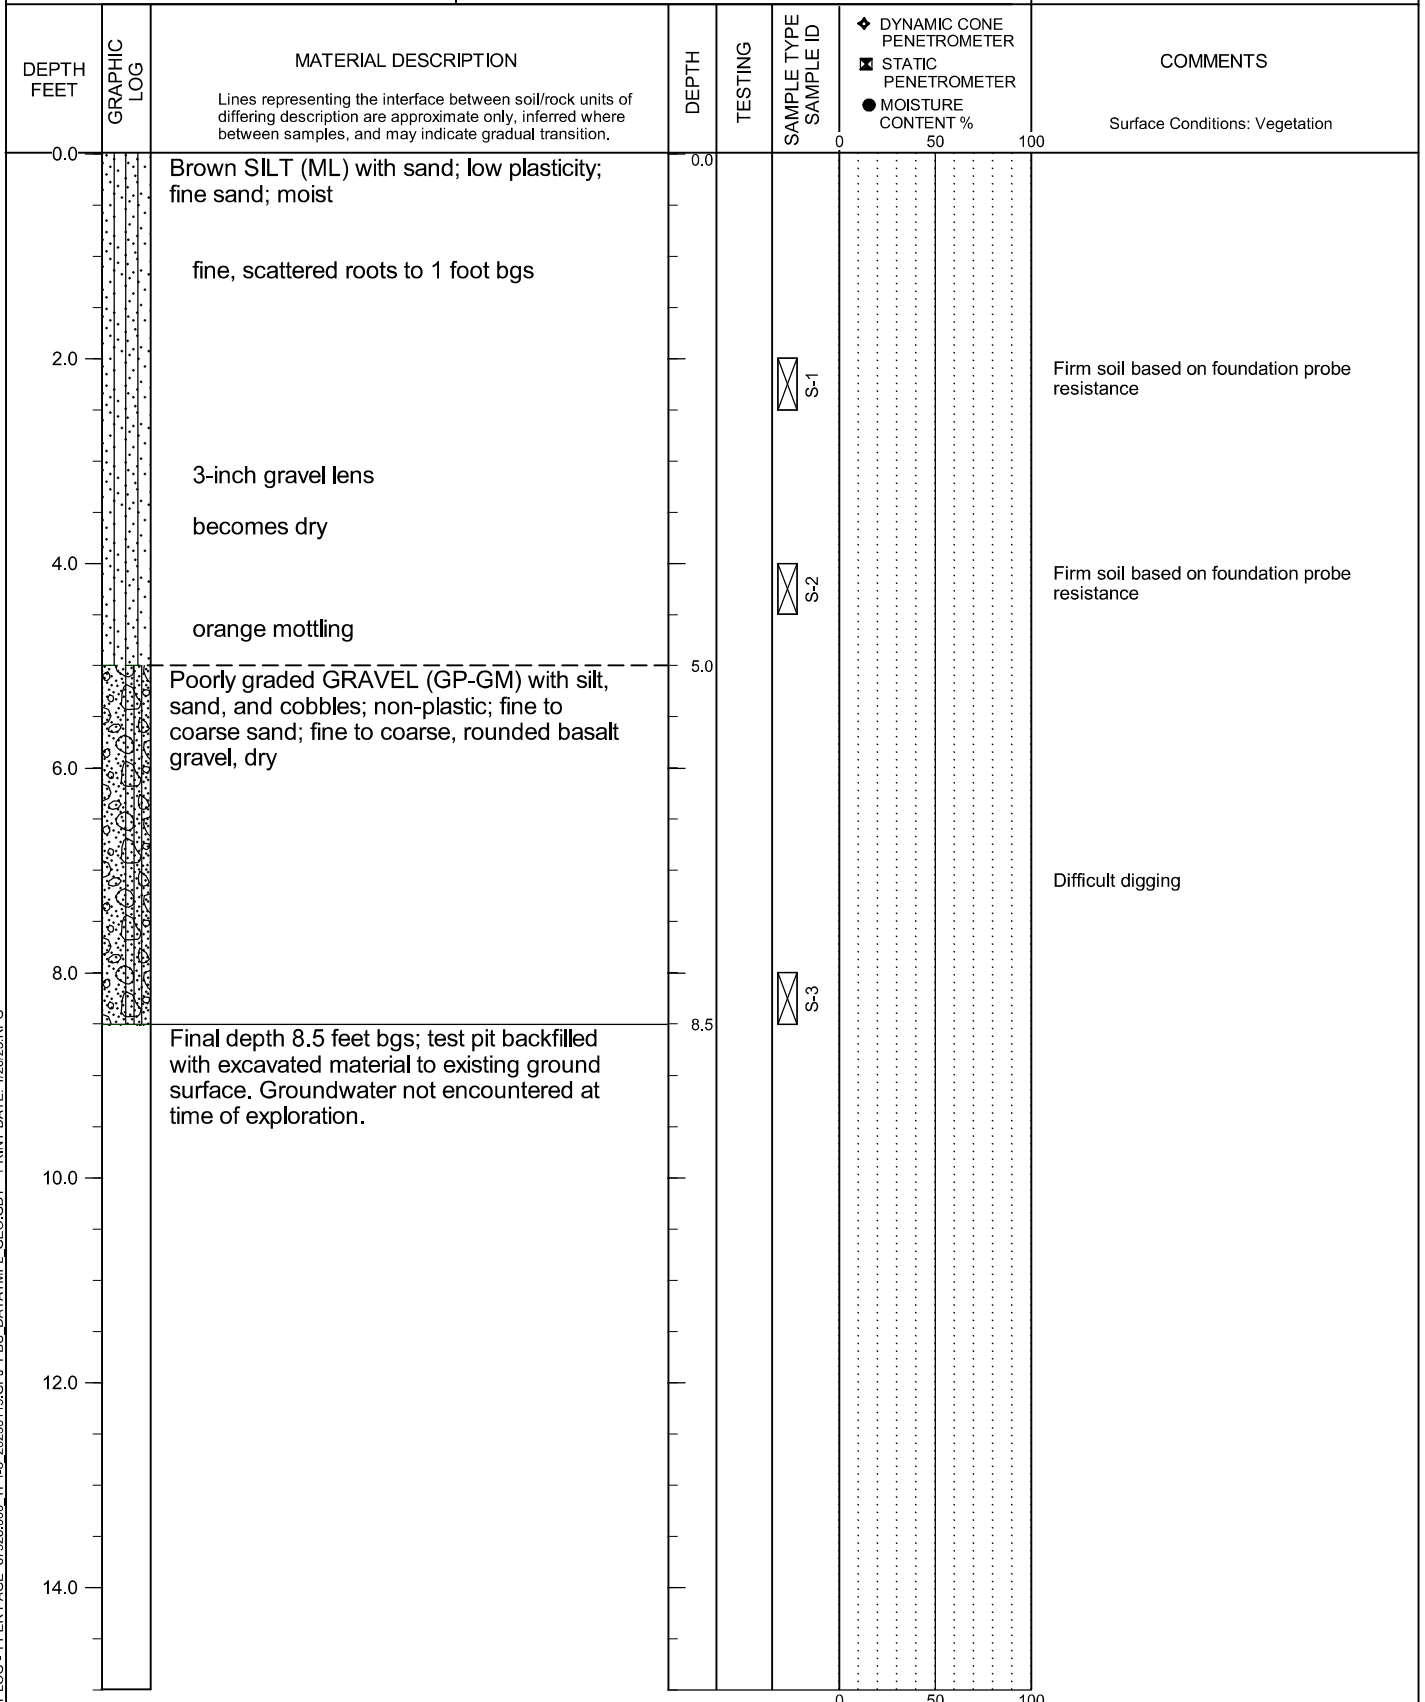 DEPTH
FEET
GRAPHIC
LOG
MATERIAL DESCRIPTION
Lines representing the interface between soil/rock units of
differing description are approximate only, inferred where
between samples, and may indicate gradual transition.
DEPTH
TESTING
SAMPLE TYPE
SAMPLE ID
DYNAMIC CONE
PENETROMETER
STATIC
PENETROMETER
MOISTURE
CONTENT %
0 50 100
COMMENTS
Surface Conditions: Vegetation
0.0
Brown SILT (ML) with sand; low plasticity;
fine sand; moist
0.0
fine, scattered roots to 1 foot bgs
2.0
S-1
Firm soil based on foundation probe
resistance
3-inch gravel lens
becomes dry
4.0
S-2
Firm soil based on foundation probe
resistance
orange mottling
5.0
Poorly graded GRAVEL (GP-GM) with silt,
sand, and cobbles; non-plastic; fine to
coarse sand; fine to coarse, rounded basalt
gravel, dry
6.0
Difficult digging
8.0
S-3
8.5
Final depth 8.5 feet bgs; test pit backfilled
with excavated material to existing ground
surface. Groundwater not encountered at
time of exploration.
10.0
12.0
14.0
0 50 100